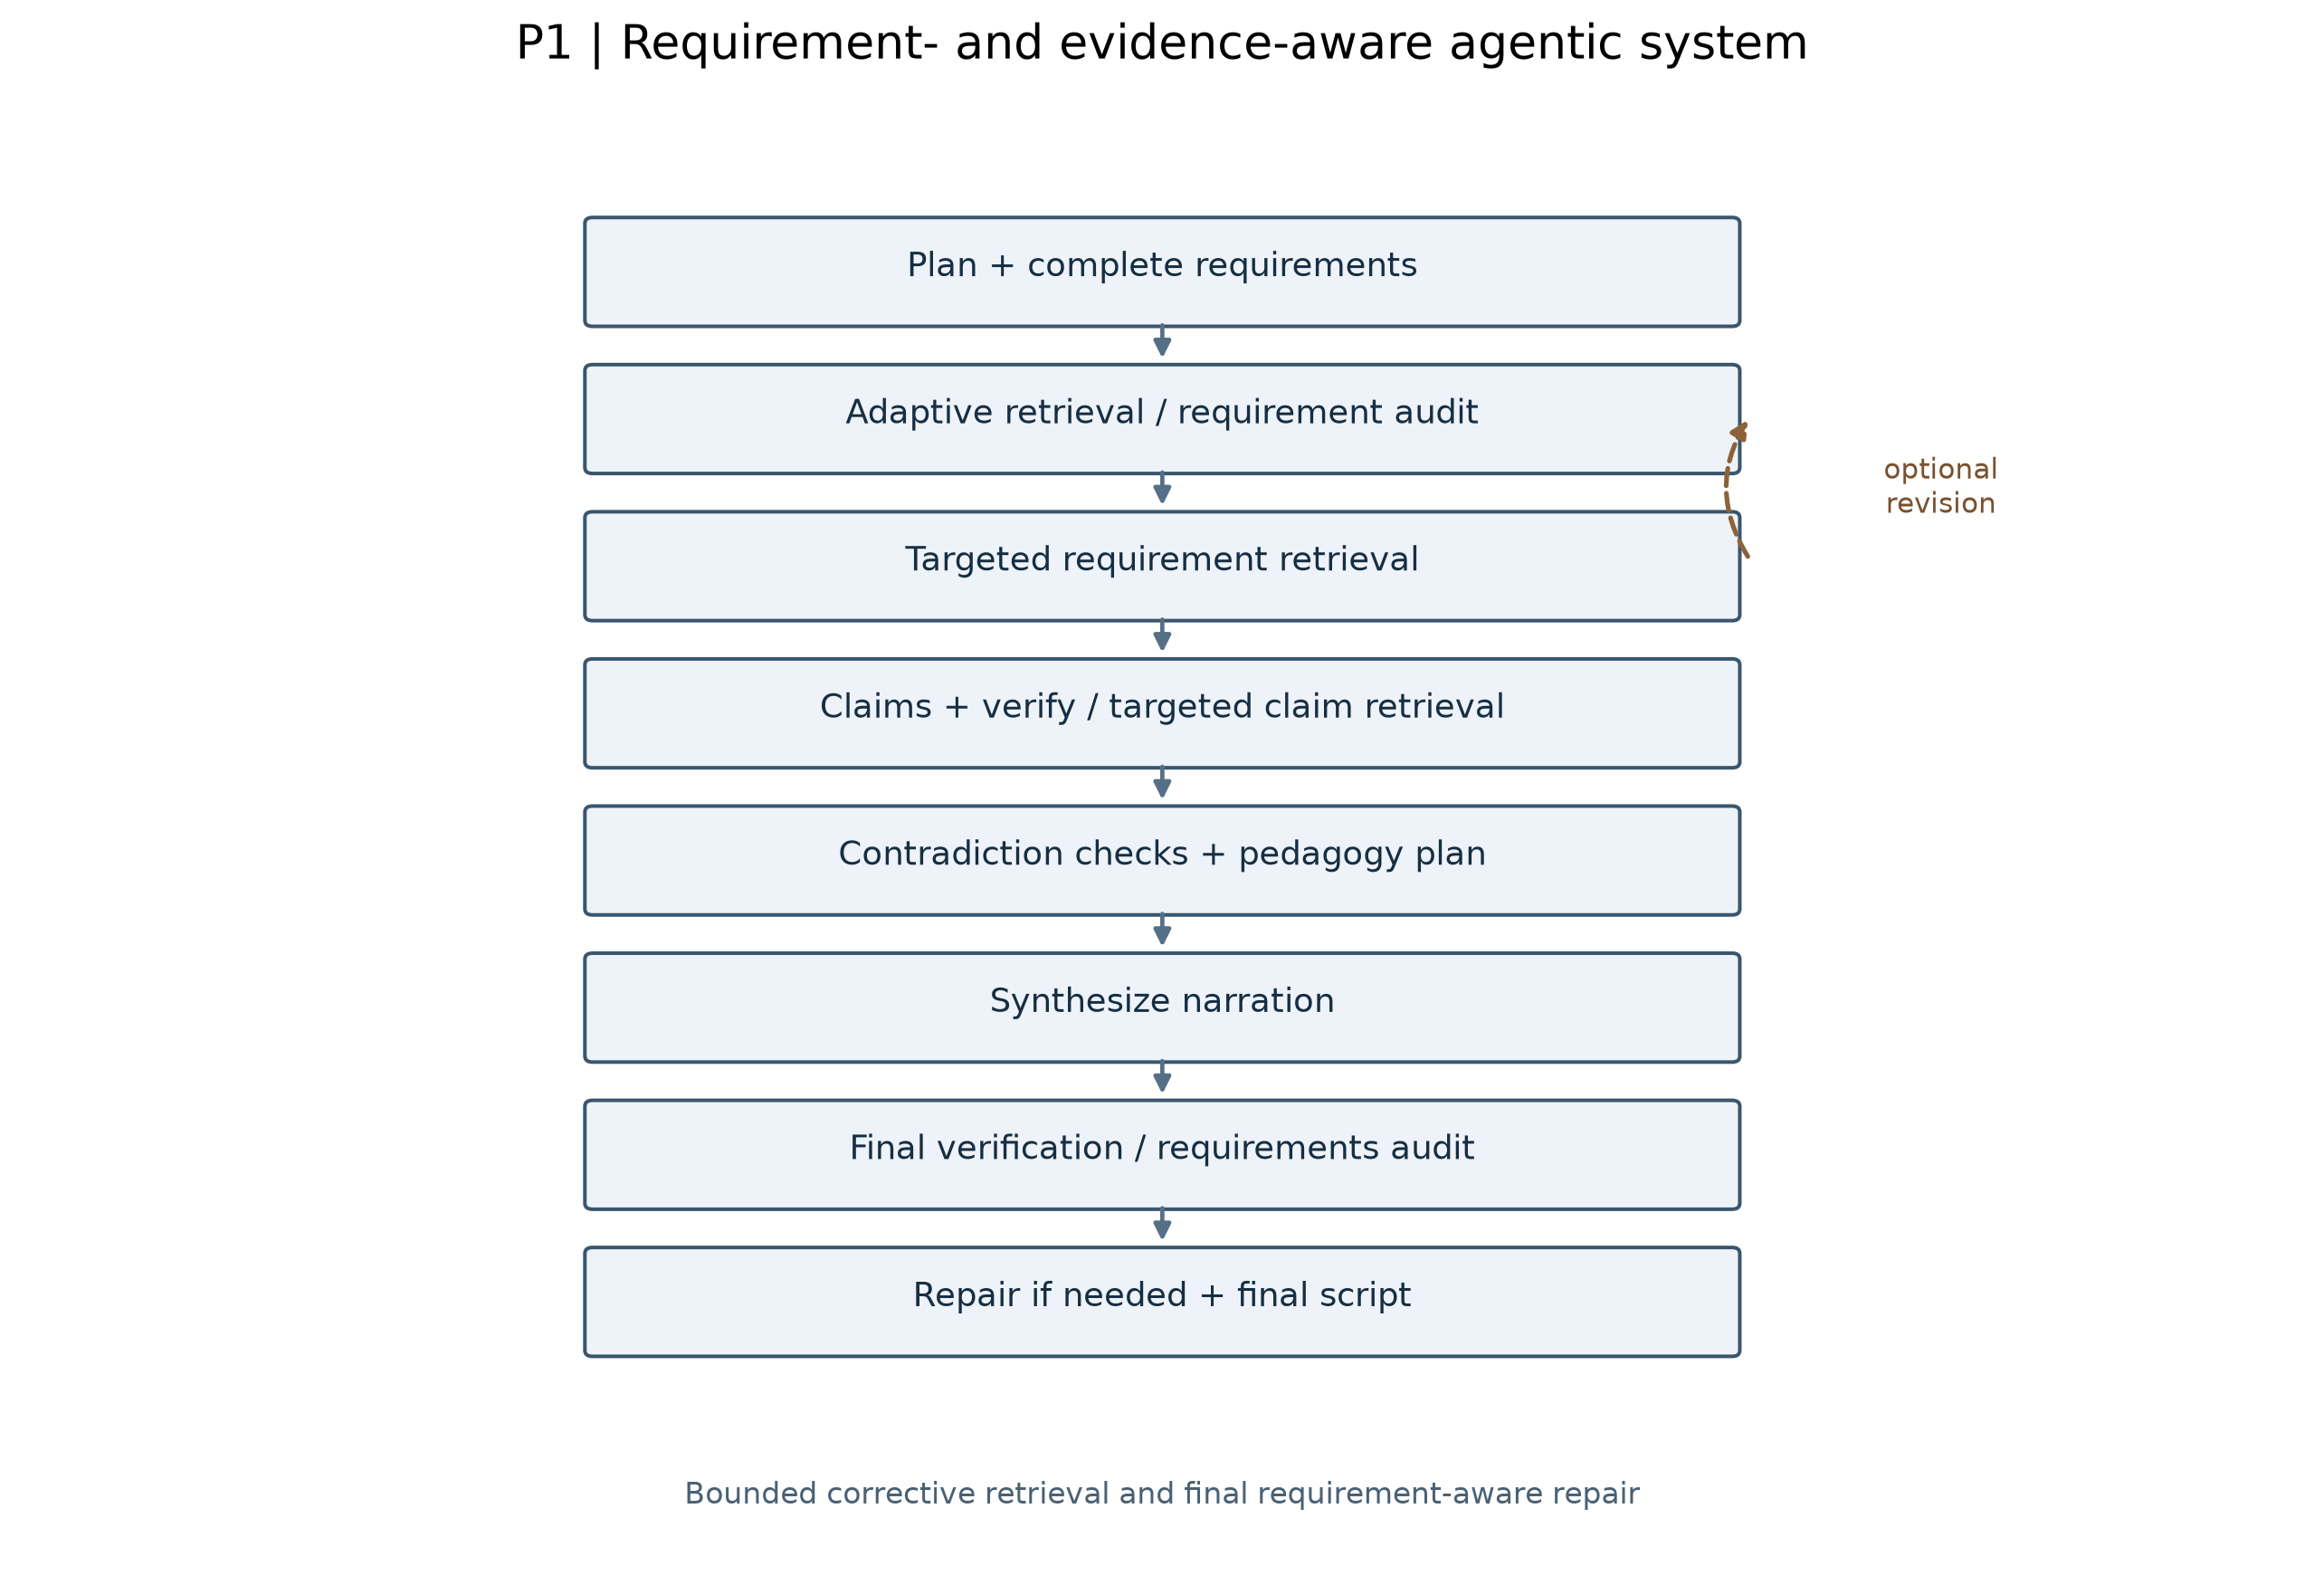 P1 | Requirement- and evidence-aware agentic system
Plan + complete requirements
Adaptive retrieval / requirement audit
optional
revision
Targeted requirement retrieval
Claims + verify / targeted claim retrieval
Contradiction checks + pedagogy plan
Synthesize narration
Final verification / requirements audit
Repair if needed + final script
Bounded corrective retrieval and final requirement-aware repair